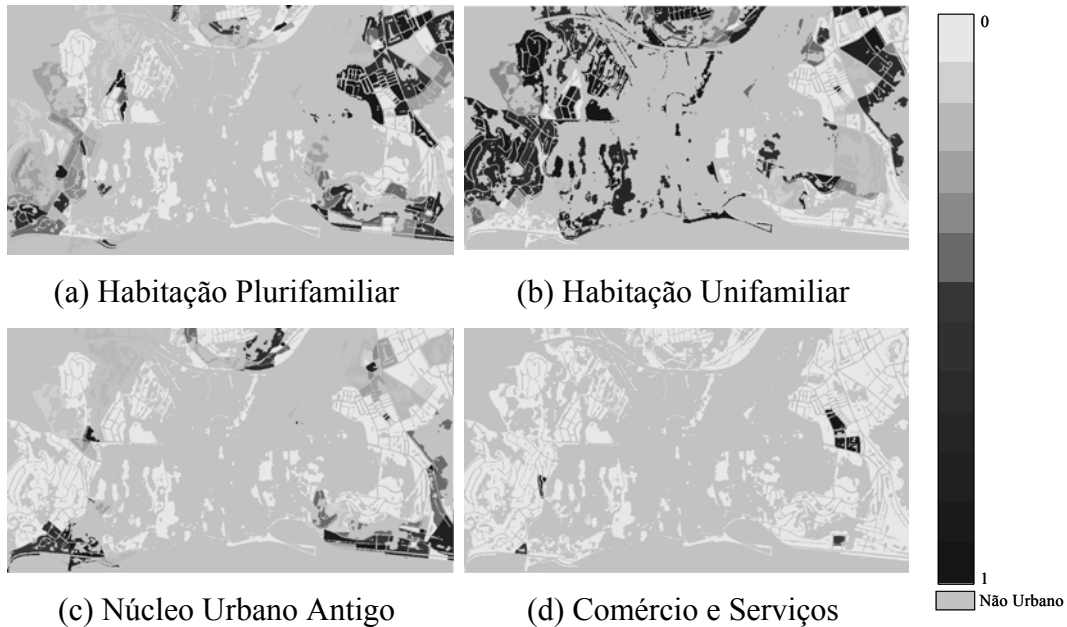 (a) Habitação Plurifamiliar
(b) Habitação Unifamiliar
(c) Núcleo Urbano Antigo
(d) Comércio e Serviços
0
1
Não Urbano